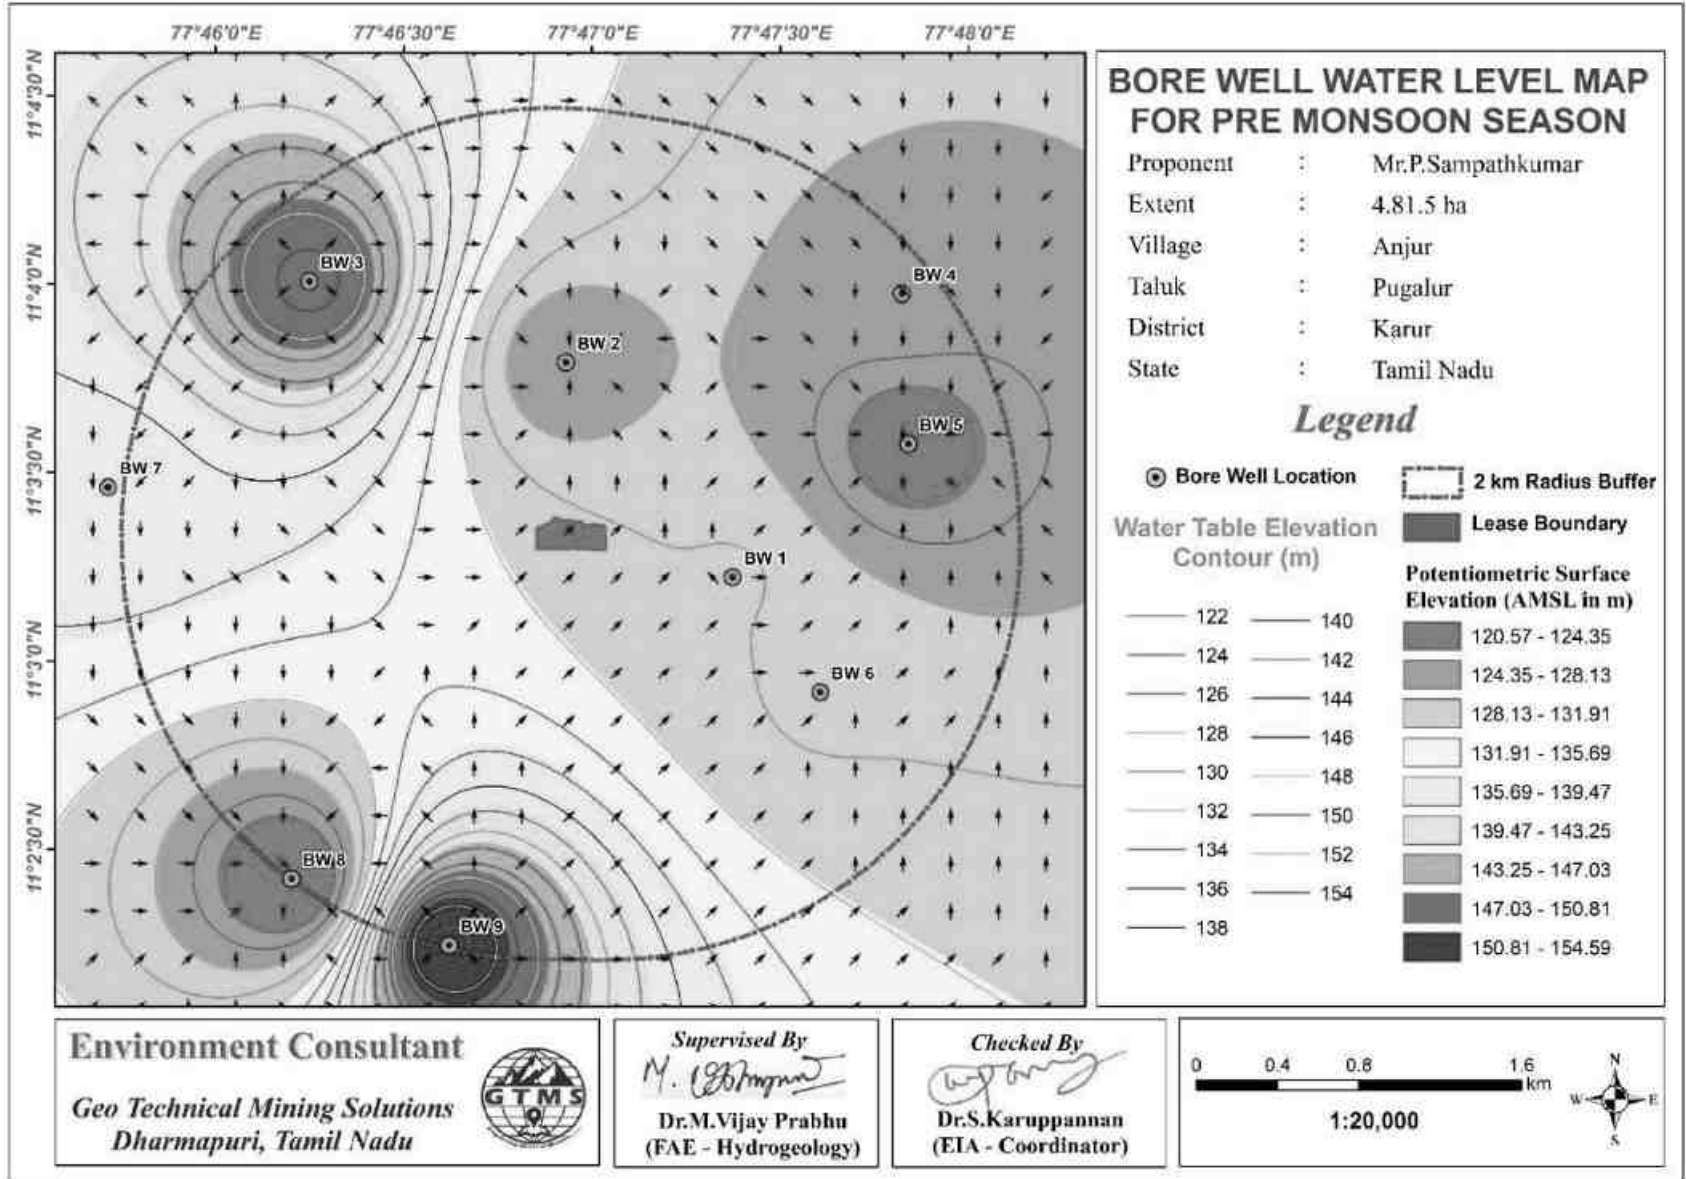 77°46'0"E 77°46'30"E 77°47'0"E 77°47'30"E 77°48'0"E
11°4'30"N
11°4'0"N
11°3'30"N
11°3'0"N
11°2'30"N
BW 3
BW 4
BW 2
BW 5
BW 7
BW 1
BW 6
BW 8
BW 9
BORE WELL WATER LEVEL MAP
FOR PRE MONSOON SEASON
Proponent : Mr.P.Sampathkumar
Extent : 4.81.5 ha
Village : Anjur
Taluk : Pugalur
District : Karur
State : Tamil Nadu
Legend
Bore Well Location
2 km Radius Buffer
Lease Boundary
Water Table Elevation
Contour (m)
122 140
124 142
126 144
128 146
130 148
132 150
134 152
136 154
138
Potentiometric Surface
Elevation (AMSL in m)
120.57 - 124.35
124.35 - 128.13
128.13 - 131.91
131.91 - 135.69
135.69 - 139.47
139.47 - 143.25
143.25 - 147.03
147.03 - 150.81
150.81 - 154.59
Environment Consultant
Geo Technical Mining Solutions
Dharmapuri, Tamil Nadu
GTMS
Supervised By
Dr.M.Vijay Prabhu
(FAE - Hydrogeology)
Checked By
Dr.S.Karuppannan
(EIA - Coordinator)
0 0.4 0.8 1.6
km
1:20,000
N
W E
S